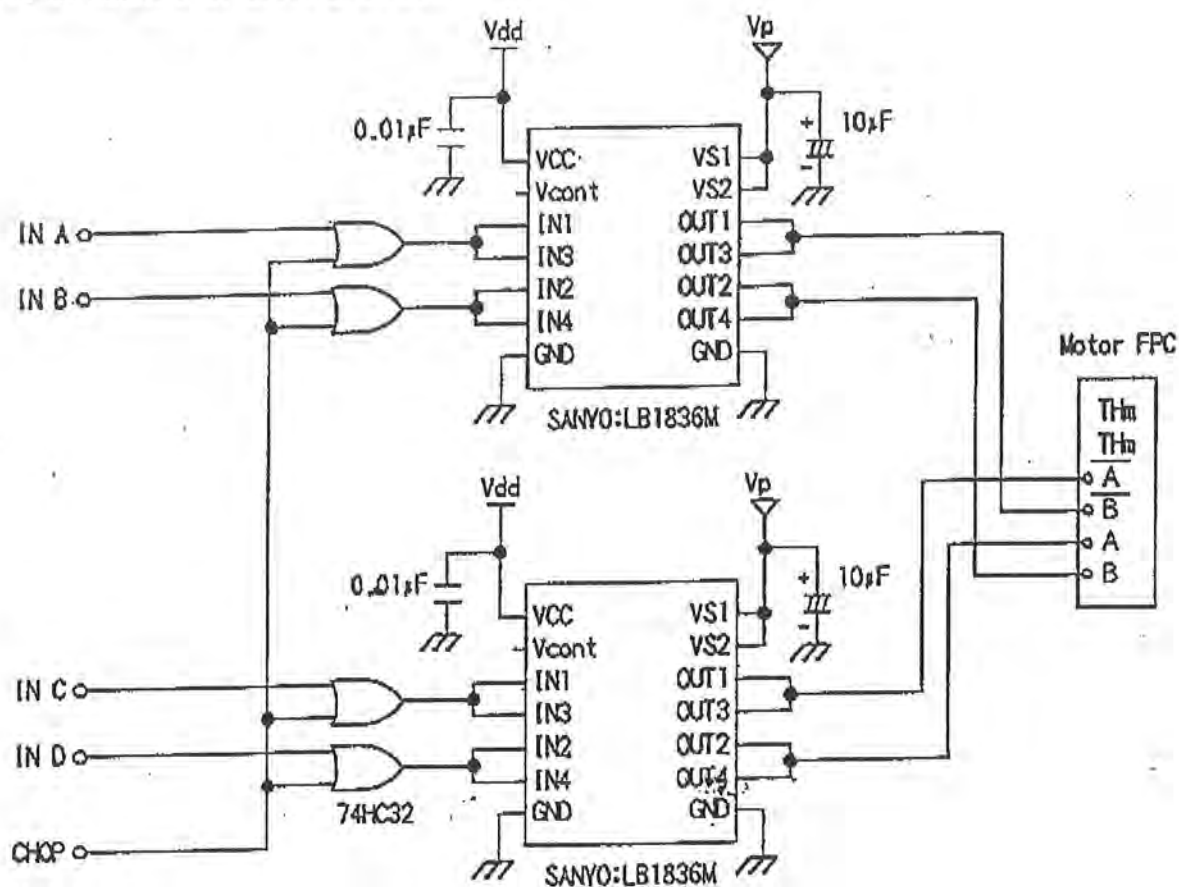 Vdd
Vp
0.01μF
10μF
VCC
VS1
Vcont
VS2
IN A
IN1
OUT1
IN3
OUT3
IN B
IN2
OUT2
IN4
OUT4
GND
GND
SANYO:LB1836M
Motor FPC
THm
THm
A
B
A
B
Vdd
Vp
0.01μF
10μF
VCC
VS1
Vcont
VS2
IN C
IN1
OUT1
IN3
OUT3
IN D
IN2
OUT2
IN4
OUT4
74HC32
GND
GND
CHOP
SANYO:LB1836M